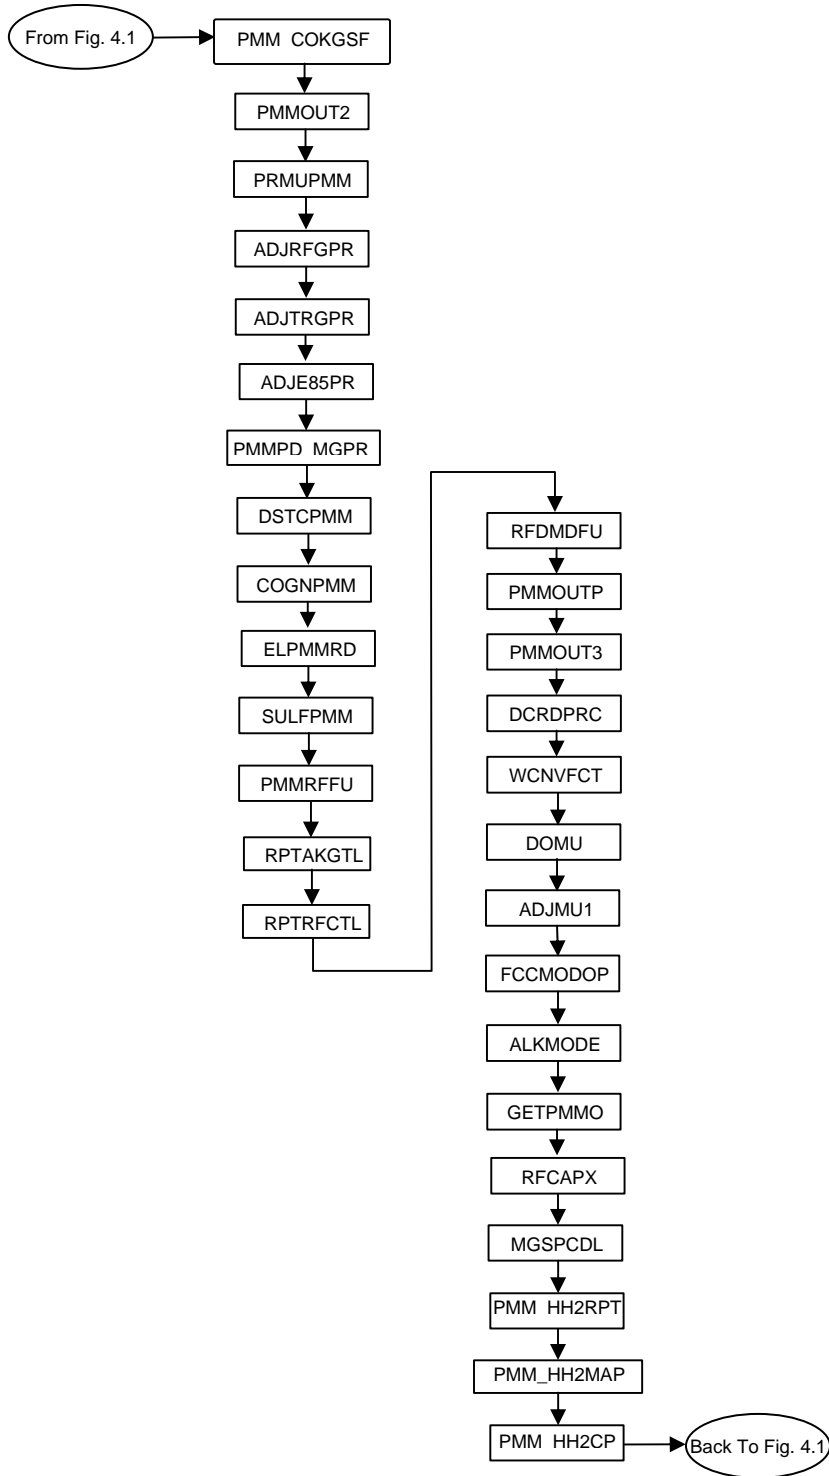 From Fig. 4.1
PMM COKGSF
PMMOUT2
PRMUPMM
ADJRFGPR
ADJTRGPR
ADJE85PR
PMMPD MGPR
DSTCPMM
COGNPMM
ELPMMRD
SULFPMM
PMMRFFU
RPTAKGTL
RPTRFCTL
RFDMDFU
PMMOUTP
PMMOUT3
DCRDPRC
WCNVFCT
DOMU
ADJMU1
FCCMODOP
ALKMODE
GETPMMO
RFCAPX
MGSPCDL
PMM HH2RPT
PMM_HH2MAP
PMM HH2CP
Back To Fig. 4.1